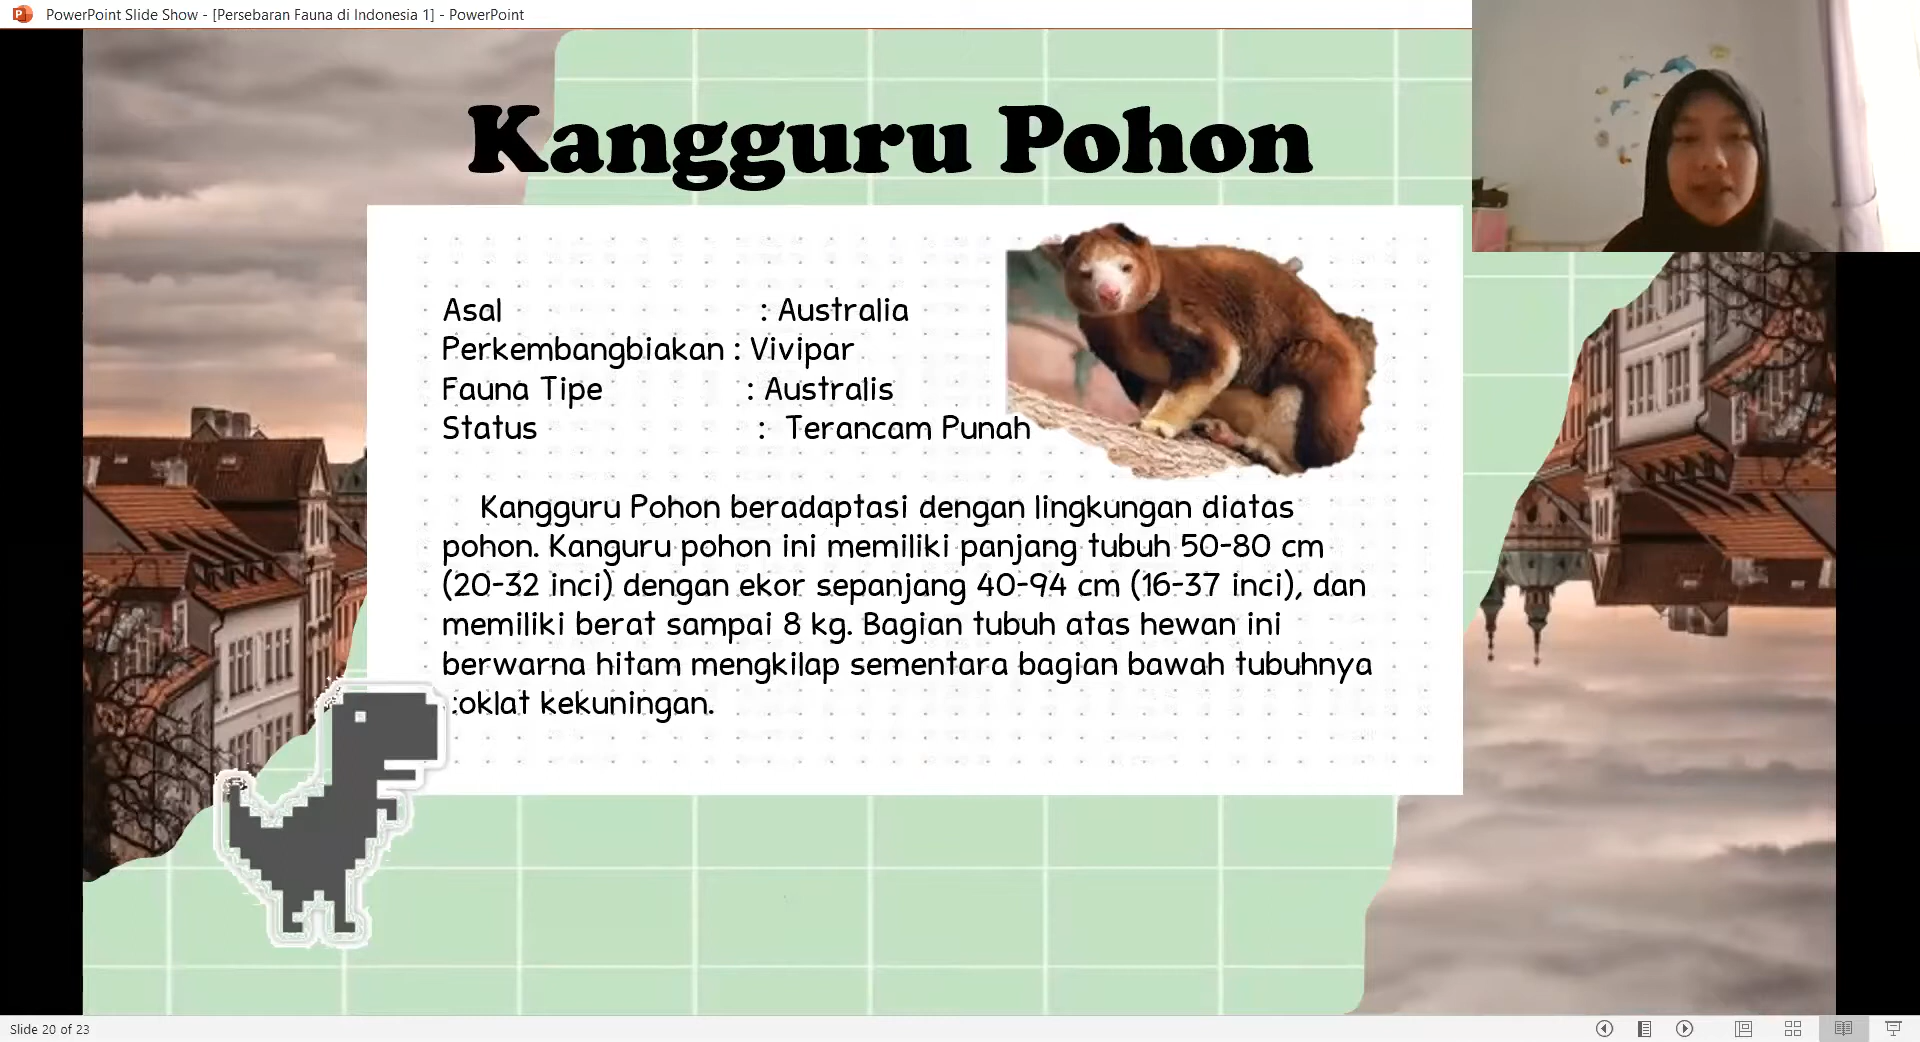 PowerPoint Slide Show - [Persebaran Fauna di Indonesia 1] - PowerPoint
Kangguru Pohon
Asal : Australia
Perkembangbiakan : Vivipar
Fauna Tipe : Australis
Status : Terancam Punah
Kangguru Pohon beradaptasi dengan lingkungan diatas
pohon. Kanguru pohon ini memiliki panjang tubuh 50-80 cm
(20-32 inci) dengan ekor sepanjang 40-94 cm (16-37 inci), dan
memiliki berat sampai 8 kg. Bagian tubuh atas hewan ini
berwarna hitam mengkilap sementara bagian bawah tubuhnya
kekuningan.
Slide 20 of 23